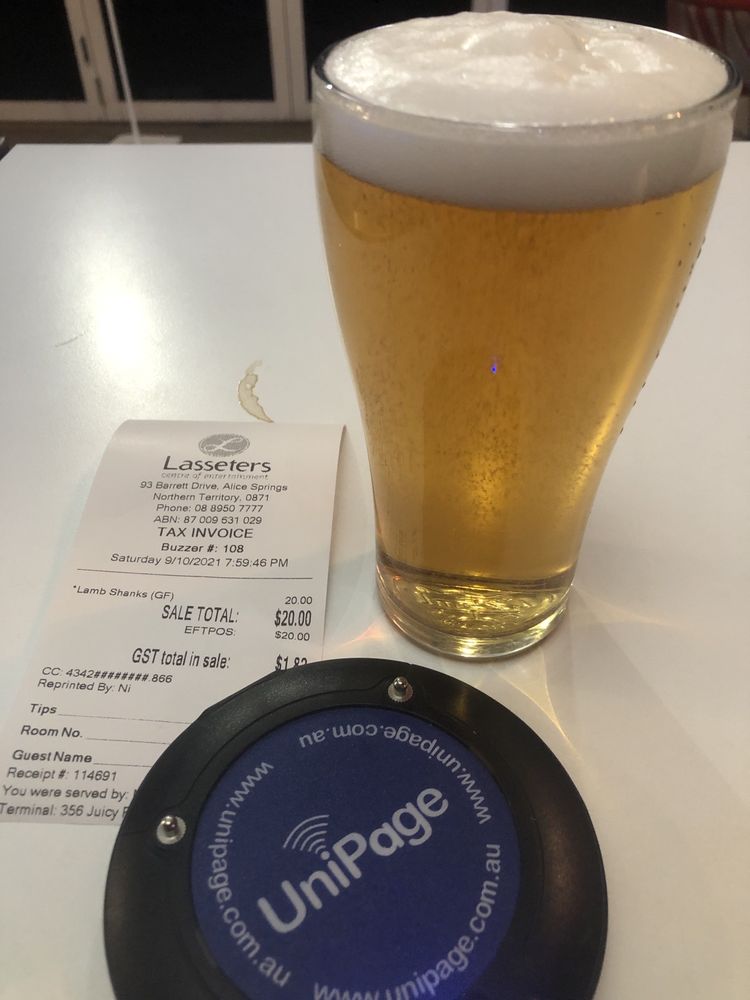 Lasseters
centre of entertainment
93 Barrett Drive, Alice Springs
Northern Territory, 0871
Phone: 08 8950 7777
ABN: 87 009 531 029
TAX INVOICE
Buzzer #: 108
Saturday 9/10/2021 7:59:46 PM
*Lamb Shanks (GF) 20.00
SALE TOTAL: $20.00
EFTPOS: $20.00
GST total in sale: $1.82
CC: 4342########.866
Reprinted By: Ni
Tips
Room No.
Guest Name
Receipt #: 114691
You were served by:
Terminal: 356 Juicy
www.unipage.com.au
www.unipage.com.au
UniPage
www.unipage.com.au
www.unipage.com.au